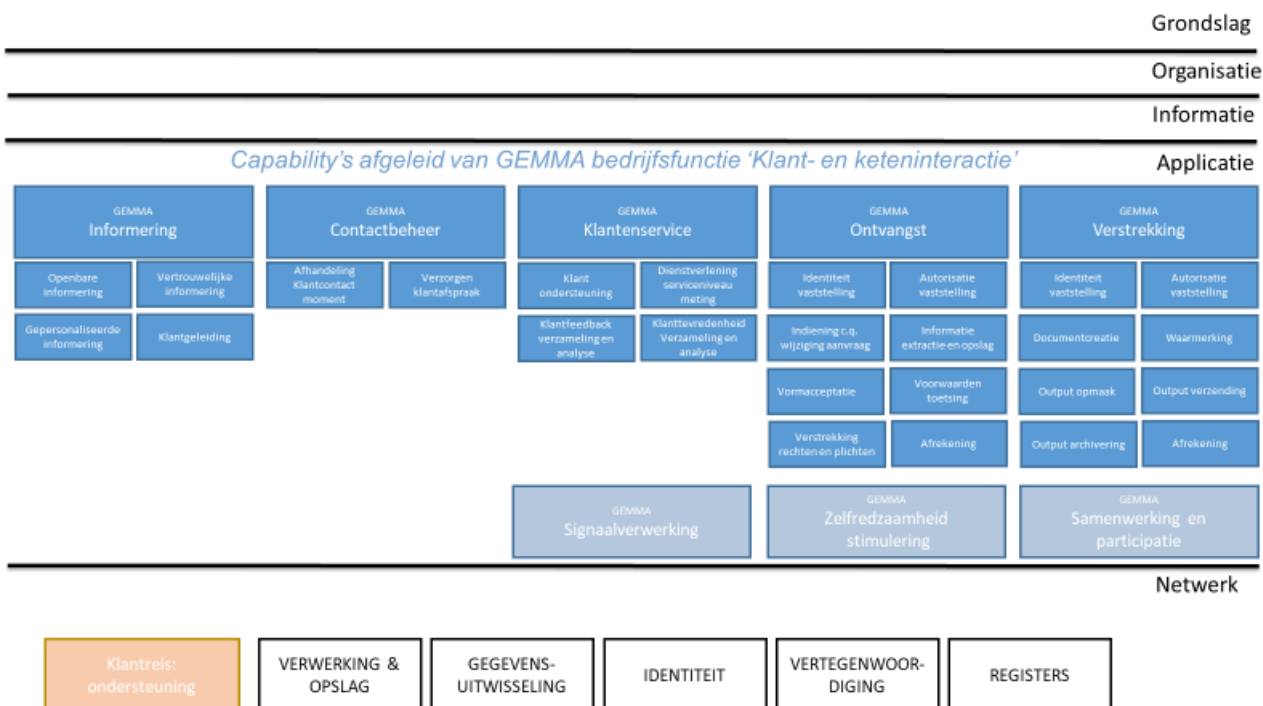 Grondslag
Organisatie
Informatie
Capability's afgeleid van GEMMA bedrijfsfunctie 'Klant- en keteninteractie'
Applicatie
GEMMA
Informering
Openbare
informering
Vertrouwelijke
informering
Gepersonaliseerde
informering
Klantgeleiding
GEMMA
Contactbeheer
Afhandeling
Klantcontact
moment
Verzorgen
klantafspraak
GEMMA
Klantenservice
Klant
ondersteuning
Dienstverlening
serviceniveau
meting
Klantfeedback
verzameling en
analyse
Klanttevredenheid
Verzameling en
analyse
GEMMA
Ontvangst
Identiteit
vaststelling
Autorisatie
vaststelling
Indiening c.q.
wijziging aanvraag
Informatie
extractie en opslag
Vormacceptatie
Voorwaarden
toetsing
Verstrekking
rechten en plichten
Afrekening
GEMMA
Verstrekking
Identiteit
vaststelling
Autorisatie
vaststelling
Documentcreatie
Waarmerking
Output opmaak
Output verzending
Output archivering
Afrekening
GEMMA
Signaalverwerking
GEMMA
Zelfredzaamheid
stimulering
GEMMA
Samenwerking en
participatie
Netwerk
Klantreis:
ondersteuning
VERWERKING &
OPSLAG
GEGEVENS-
UITWISSELING
IDENTITEIT
VERTEGENWOOR-
DIGING
REGISTERS